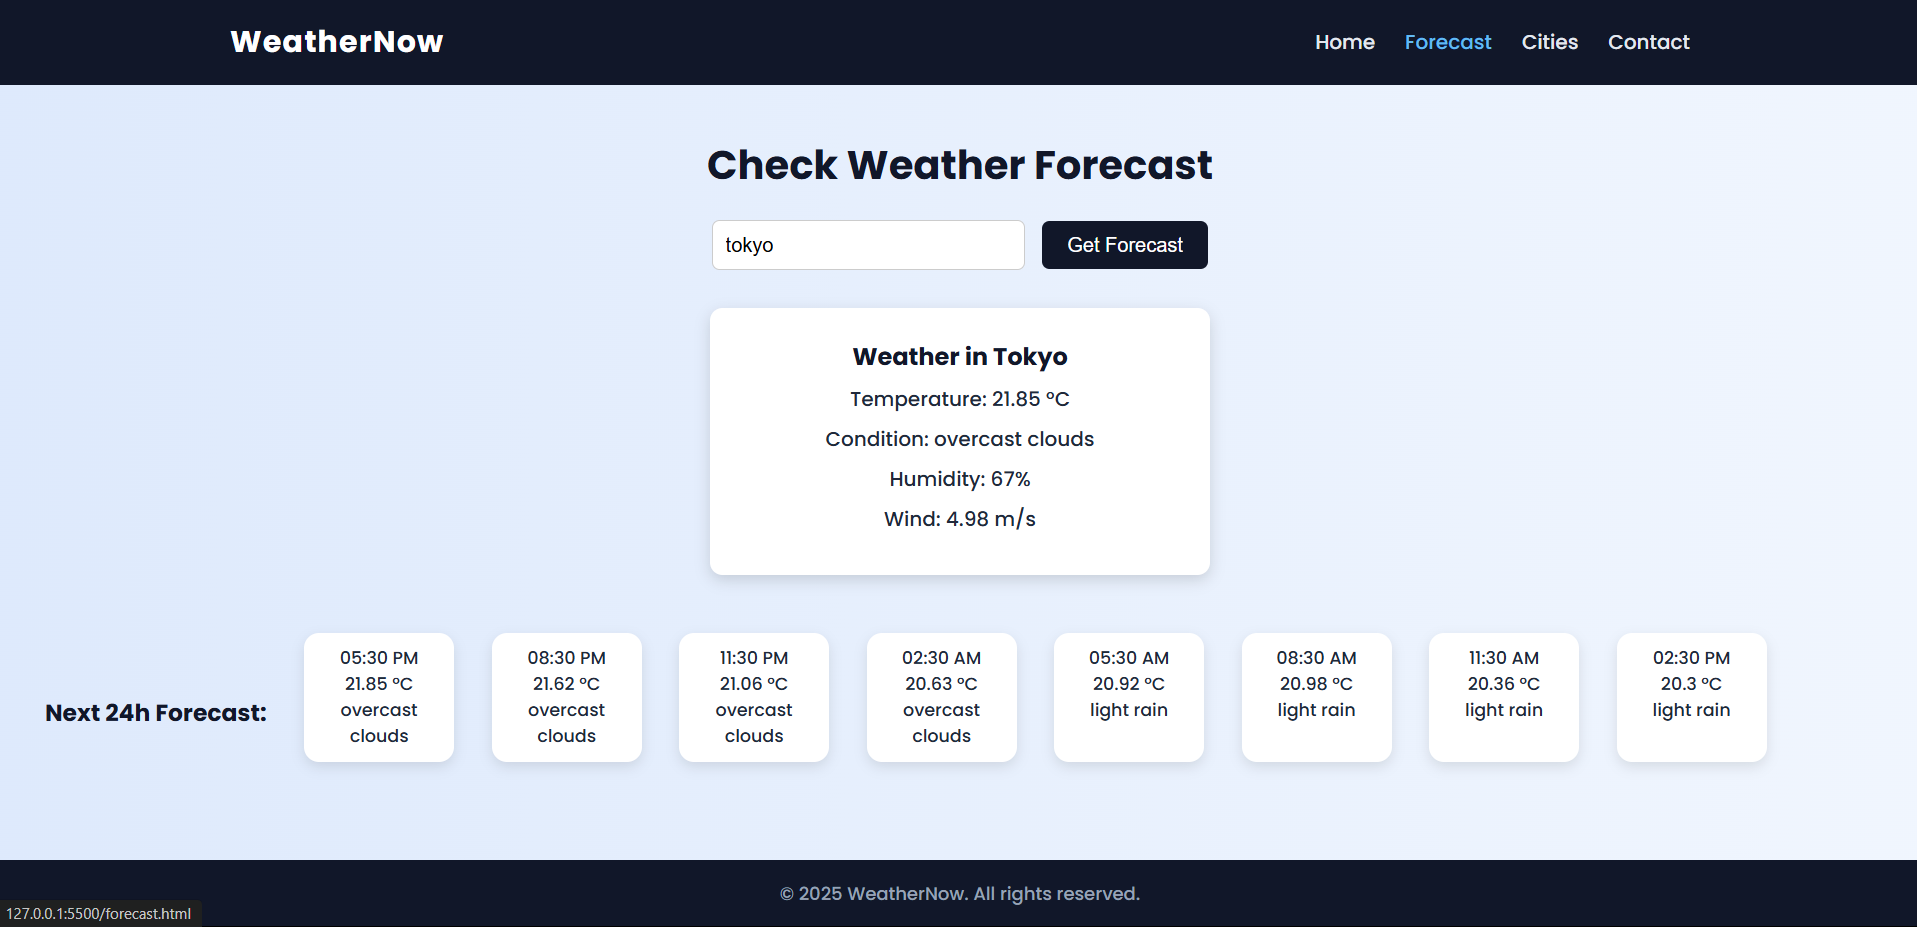 WeatherNow
Home Forecast Cities Contact
Check Weather Forecast
tokyo
Get Forecast
Weather in Tokyo
Temperature: 21.85 °C
Condition: overcast clouds
Humidity: 67%
Wind: 4.98 m/s
Next 24h Forecast:
05:30 PM
21.85 °C
overcast
clouds
08:30 PM
21.62 °C
overcast
clouds
11:30 PM
21.06 °C
overcast
clouds
02:30 AM
20.63 °C
overcast
clouds
05:30 AM
20.92 °C
light rain
08:30 AM
20.98 °C
light rain
11:30 AM
20.36 °C
light rain
02:30 PM
20.3 °C
light rain
© 2025 WeatherNow. All rights reserved.
127.0.0.1:5500/forecast.html